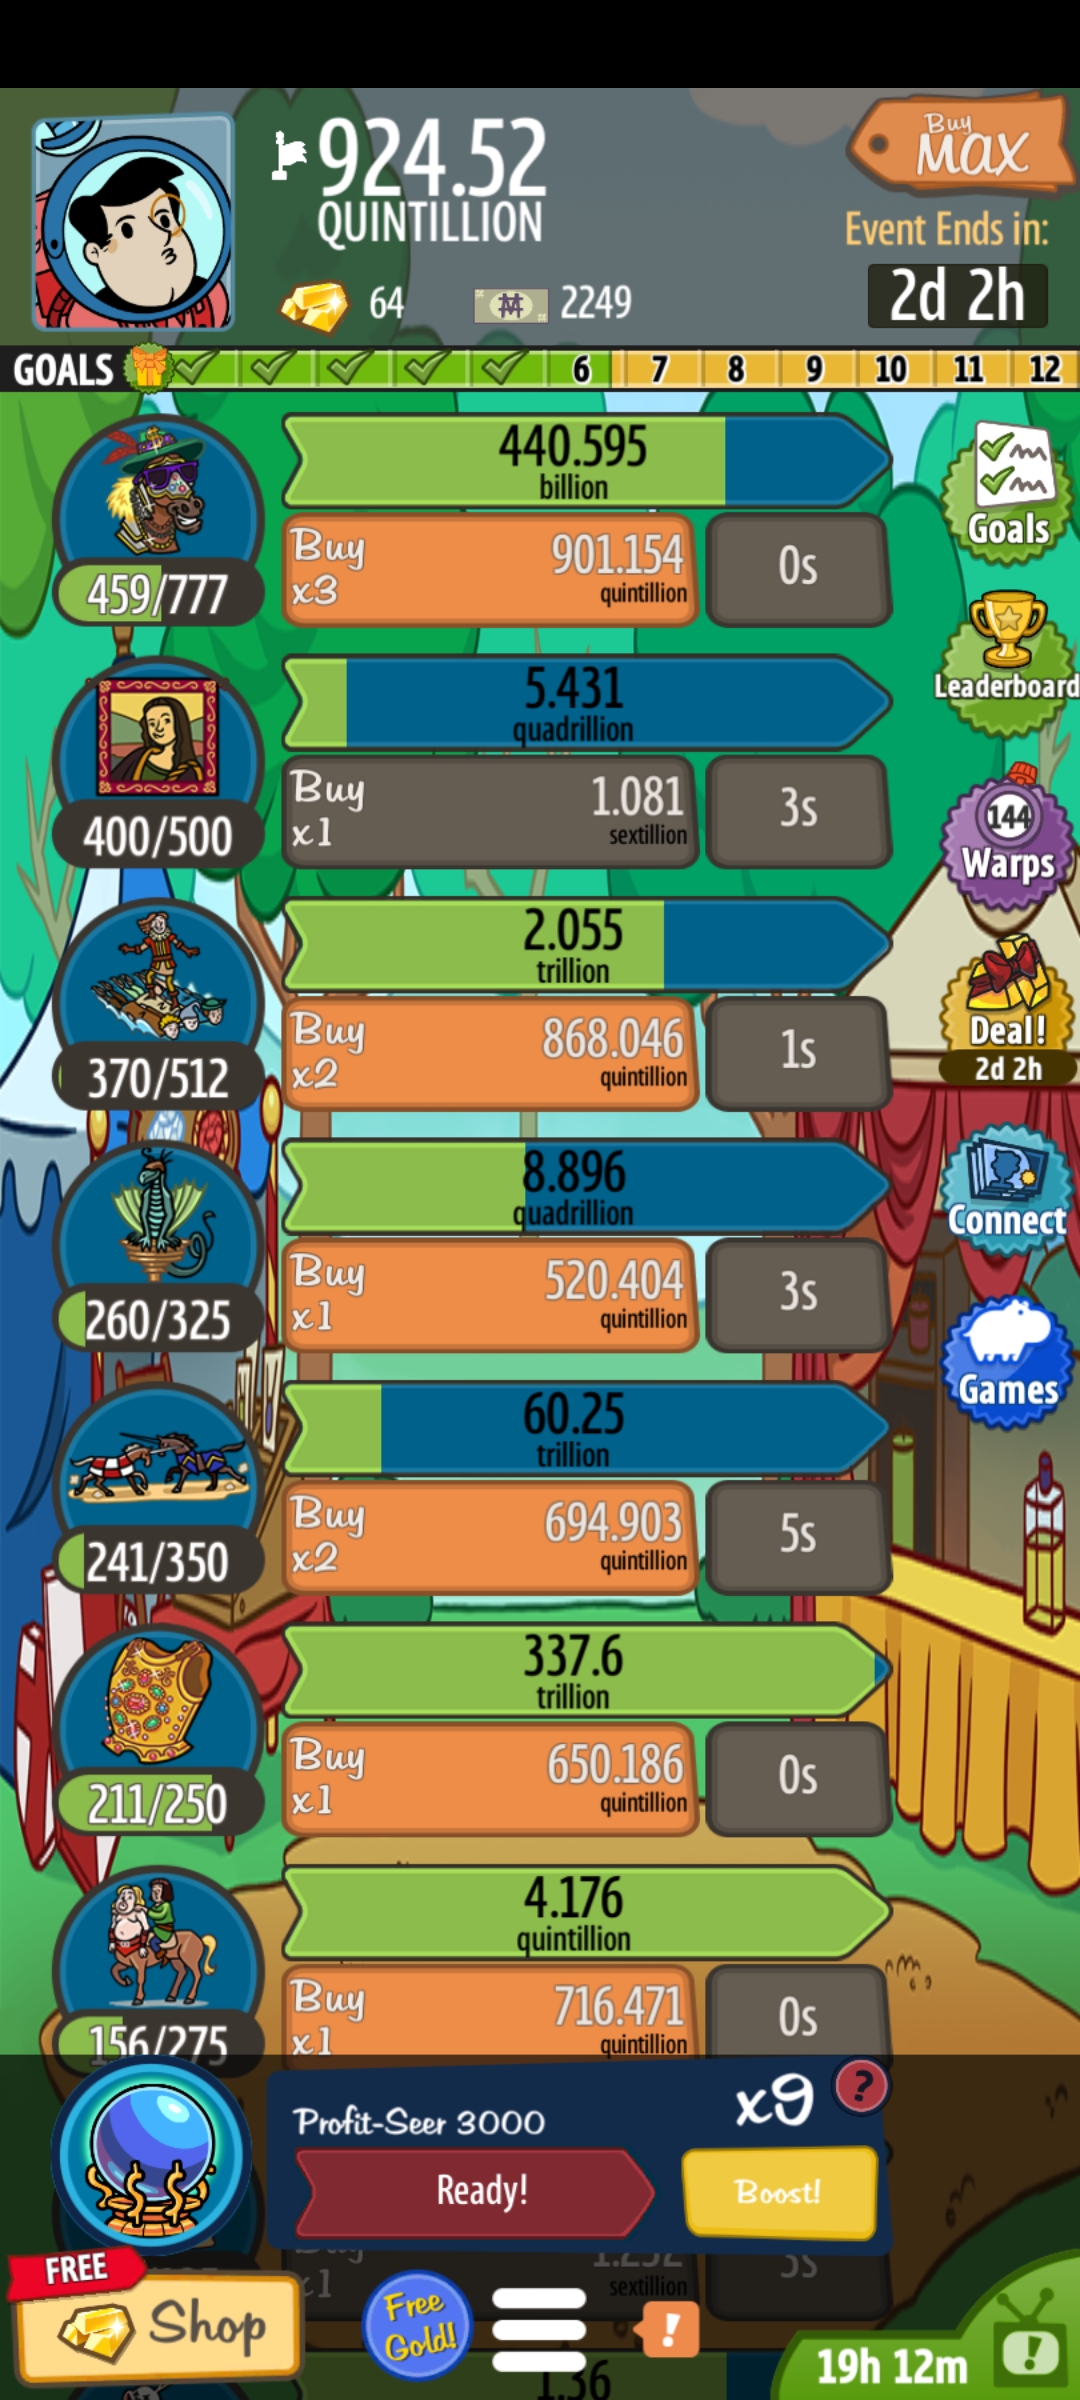 924.52
QUINTILLION
Buy
MAX
Event Ends in:
2d 2h
64
2249
GOALS
6 7 8 9 10 11 12
440.595
billion
Buy
x3
901.154
quintillion
0s
459/777
Goals
Leaderboard
5.431
quadrillion
Buy
x1
1.081
sextillion
3s
400/500
144
Warps
2.055
trillion
Buy
x2
868.046
quintillion
1s
370/512
Deal!
2d 2h
8.896
quadrillion
Buy
x1
520.404
quintillion
3s
260/325
Connect
Games
60.25
trillion
Buy
x2
694.903
quintillion
5s
241/350
337.6
trillion
Buy
x1
650.186
quintillion
0s
211/250
4.176
quintillion
Buy
x1
716.471
quintillion
0s
156/275
Profit-Seer 3000
x9
?
Ready!
Boost!
x1
sextillion
FREE
Shop
Free
Gold!
!
1.36
19h 12m
!